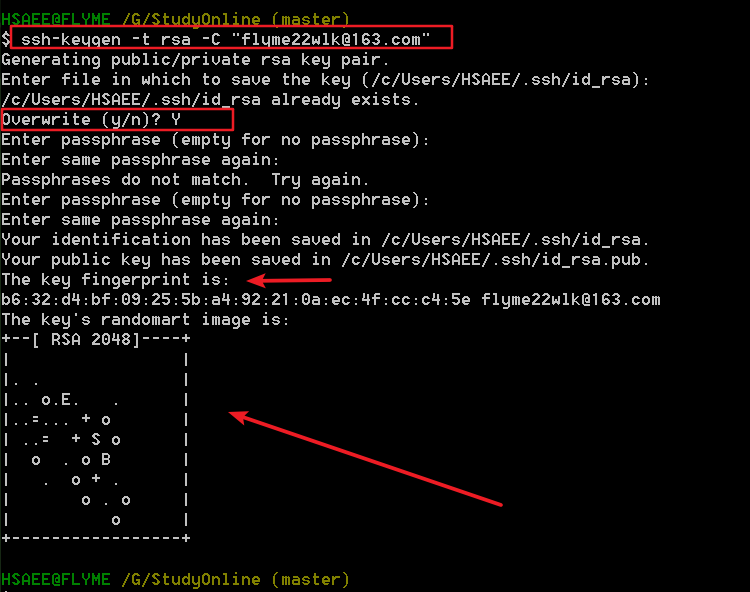 HSAEE@FLYME /G/StudyOnline (master)
$ ssh-keygen -t rsa -C "flyme22wlk@163.com"
Generating public/private rsa key pair.
Enter file in which to save the key (/c/Users/HSAEE/.ssh/id_rsa):
/c/Users/HSAEE/.ssh/id_rsa already exists.
Overwrite (y/n)? Y
Enter passphrase (empty for no passphrase):
Enter same passphrase again:
Passphrases do not match.  Try again.
Enter passphrase (empty for no passphrase):
Enter same passphrase again:
Your identification has been saved in /c/Users/HSAEE/.ssh/id_rsa.
Your public key has been saved in /c/Users/HSAEE/.ssh/id_rsa.pub.
The key fingerprint is:
b6:32:d4:bf:09:25:5b:a4:92:21:0a:ec:4f:cc:c4:5e flyme22wlk@163.com
The key's randomart image is:
+--[ RSA 2048]----+
|                 |
|. .              |
|.. o.E.   .      |
|..=... + o       |
| ..=  + S o      |
|  o  . o B       |
|   .  o + .      |
|       o . o     |
|          o      |
+-----------------+
HSAEE@FLYME /G/StudyOnline (master)